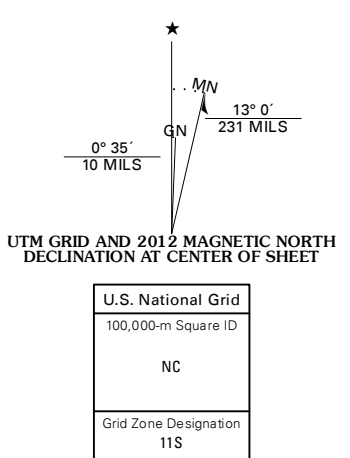 ★
MN
GN
13° 0´
231 MILS
0° 35´
10 MILS
UTM GRID AND 2012 MAGNETIC NORTH
DECLINATION AT CENTER OF SHEET
U.S. National Grid
100,000-m Square ID
NC
Grid Zone Designation
11S